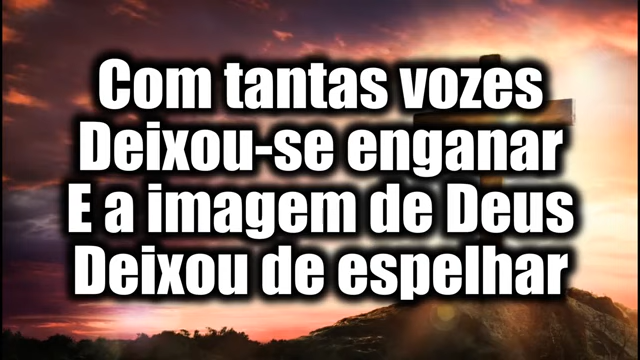 Com tantas vozes
Deixou-se enganar
E a imagem de Deus
Deixou de espelhar